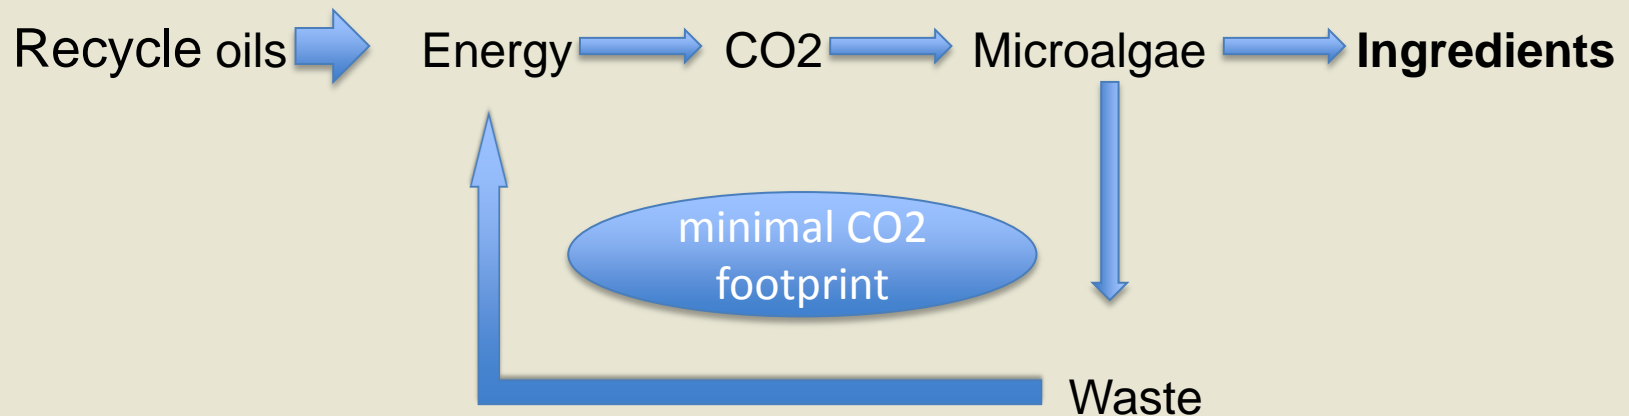 Recycle oils Energy CO2 Microalgae Ingredients
minimal CO2
footprint
Waste